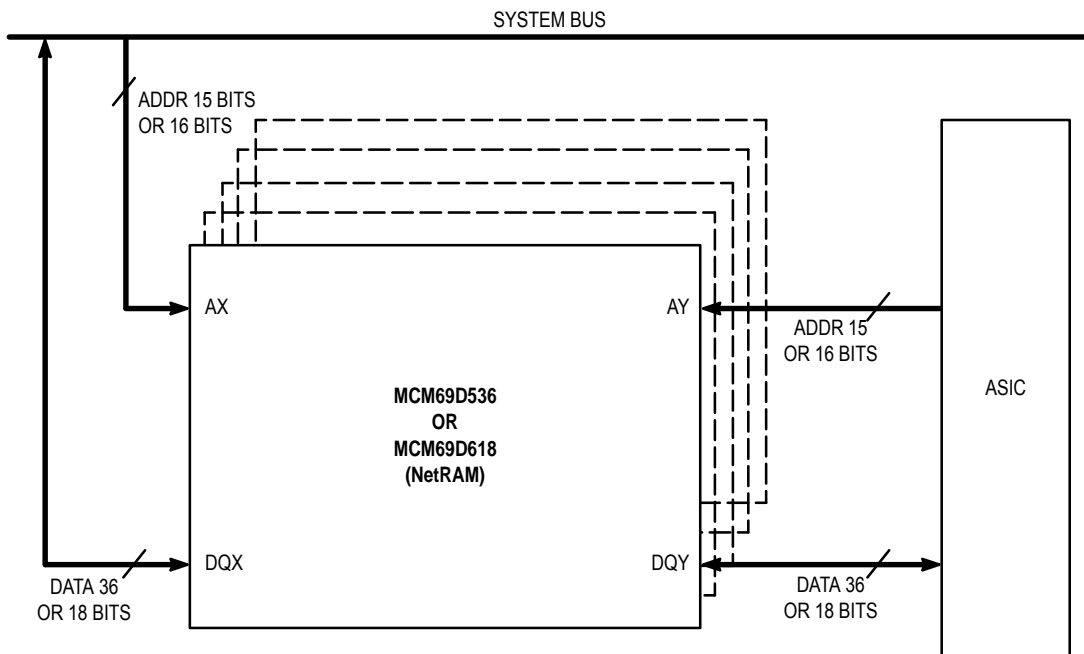 SYSTEM BUS
ADDR 15 BITS
OR 16 BITS
AX
AY
ADDR 15
OR 16 BITS
MCM69D536
OR
MCM69D618
(NetRAM)
ASIC
DQX
DQY
DATA 36
OR 18 BITS
DATA 36
OR 18 BITS